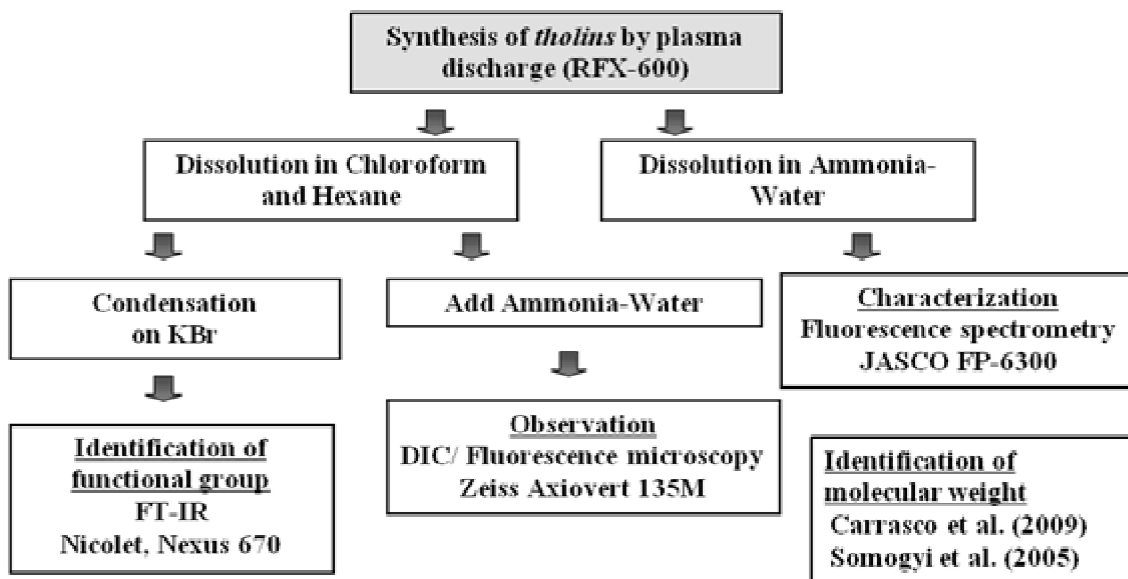 Synthesis of tholins by plasma
discharge (RFX-600)
Dissolution in Chloroform
and Hexane
Dissolution in Ammonia-
Water
Condensation
on KBr
Add Ammonia-Water
Characterization
Fluorescence spectrometry
JASCO FP-6300
Identification of
functional group
FT-IR
Nicolet, Nexus 670
Observation
DIC/ Fluorescence microscopy
Zeiss Axiovert 135M
Identification of
molecular weight
Carrasco et al. (2009)
Somogyi et al. (2005)